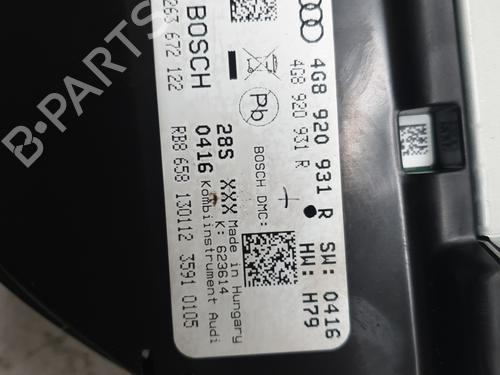 4G8 920 931 R SW: 0416
4G8 920 931 R HW: H79
BOSCH DMC:
Pb
28S XXX Made in Hungary
K: 623614
0416 Kombiinstrument Audi
BOSCH
263 672 122
RB8 658 130112 3591 0105
B-PARTS